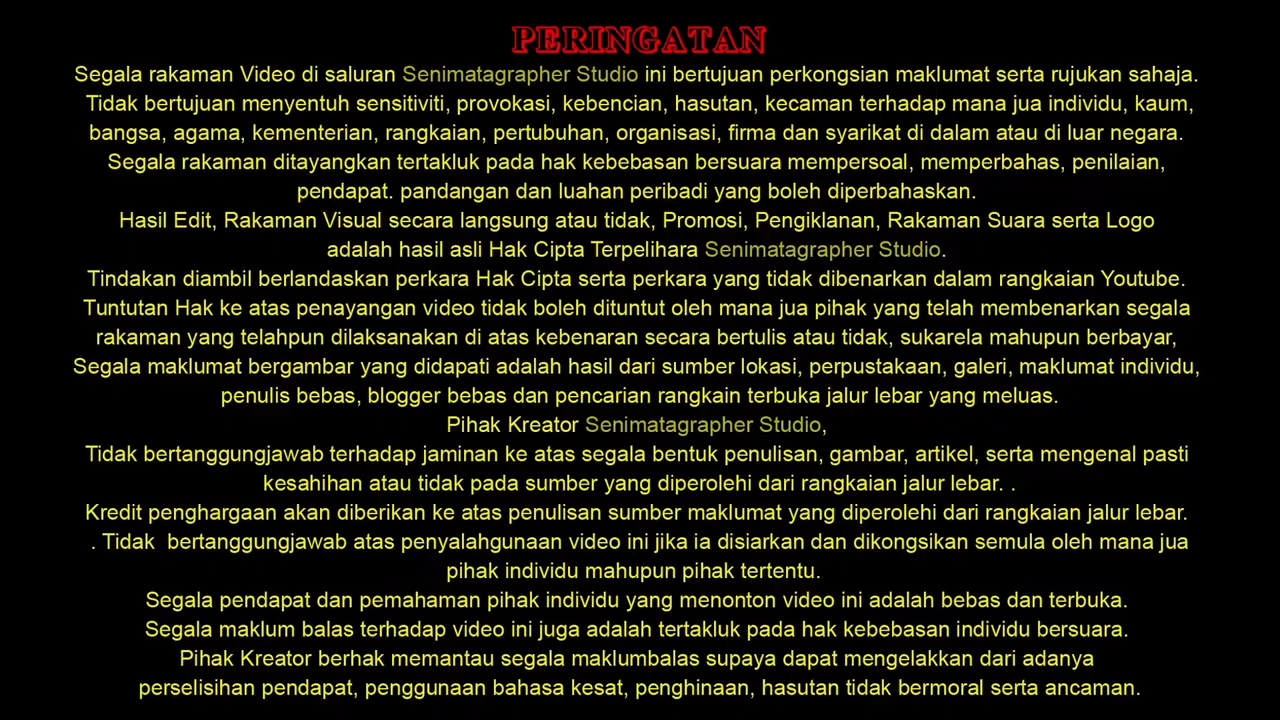 PERINGATAN
Segala rakaman Video di saluran Senimatagrapher Studio ini bertujuan perkongsian maklumat serta rujukan sahaja.
Tidak bertujuan menyentuh sensitiviti, provokasi, kebencian, hasutan, kecaman terhadap mana jua individu, kaum,
bangsa, agama, kementerian, rangkaian, pertubuhan, organisasi, firma dan syarikat di dalam atau di luar negara.
Segala rakaman ditayangkan tertakluk pada hak kebebasan bersuara mempersoal, memperbahas, penilaian,
pendapat. pandangan dan luahan peribadi yang boleh diperbahaskan.
Hasil Edit, Rakaman Visual secara langsung atau tidak, Promosi, Pengiklanan, Rakaman Suara serta Logo
adalah hasil asli Hak Cipta Terpelihara Senimatagrapher Studio.
Tindakan diambil berlandaskan perkara Hak Cipta serta perkara yang tidak dibenarkan dalam rangkaian Youtube.
Tuntutan Hak ke atas penayangan video tidak boleh dituntut oleh mana jua pihak yang telah membenarkan segala
rakaman yang telahpun dilaksanakan di atas kebenaran secara bertulis atau tidak, sukarela mahupun berbayar,
Segala maklumat bergambar yang didapati adalah hasil dari sumber lokasi, perpustakaan, galeri, maklumat individu,
penulis bebas, blogger bebas dan pencarian rangkain terbuka jalur lebar yang meluas.
Pihak Kreator Senimatagrapher Studio,
Tidak bertanggungjawab terhadap jaminan ke atas segala bentuk penulisan, gambar, artikel, serta mengenal pasti
kesahihan atau tidak pada sumber yang diperolehi dari rangkaian jalur lebar. .
Kredit penghargaan akan diberikan ke atas penulisan sumber maklumat yang diperolehi dari rangkaian jalur lebar.
. Tidak  bertanggungjawab atas penyalahgunaan video ini jika ia disiarkan dan dikongsikan semula oleh mana jua
pihak individu mahupun pihak tertentu.
Segala pendapat dan pemahaman pihak individu yang menonton video ini adalah bebas dan terbuka.
Segala maklum balas terhadap video ini juga adalah tertakluk pada hak kebebasan individu bersuara.
Pihak Kreator berhak memantau segala maklumbalas supaya dapat mengelakkan dari adanya
perselisihan pendapat, penggunaan bahasa kesat, penghinaan, hasutan tidak bermoral serta ancaman.